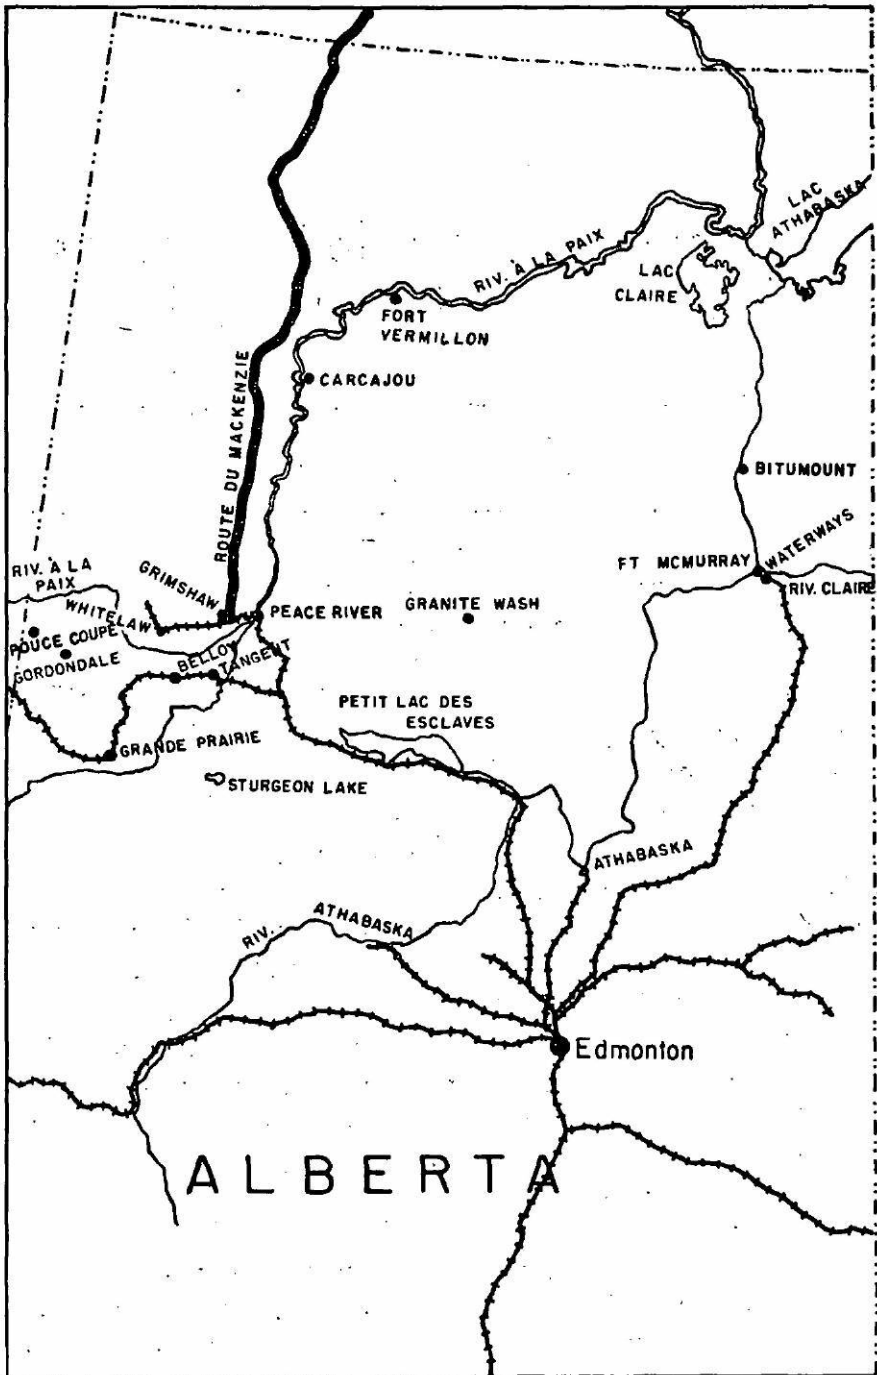 LAC
ATHABASKA
RIV. À LA PAIX
LAC
CLAIRE
FORT
VERMILLON
CARCAJOU
ROUTE DU MACKENZIE
BITUMOUNT
FT MCMURRAY
WATERWAYS
RIV. CLAIRE
RIV. À LA
PAIX
GRIMSHAW
WHITELAW
PEACE RIVER
GRANITE WASH
POUCE COUPÉ
GORDONDALE
BELLOY
TANGENT
PETIT LAC DES
ESCLAVES
GRANDE PRAIRIE
STURGEON LAKE
ATHABASKA
RIV. ATHABASKA
Edmonton
ALBERTA